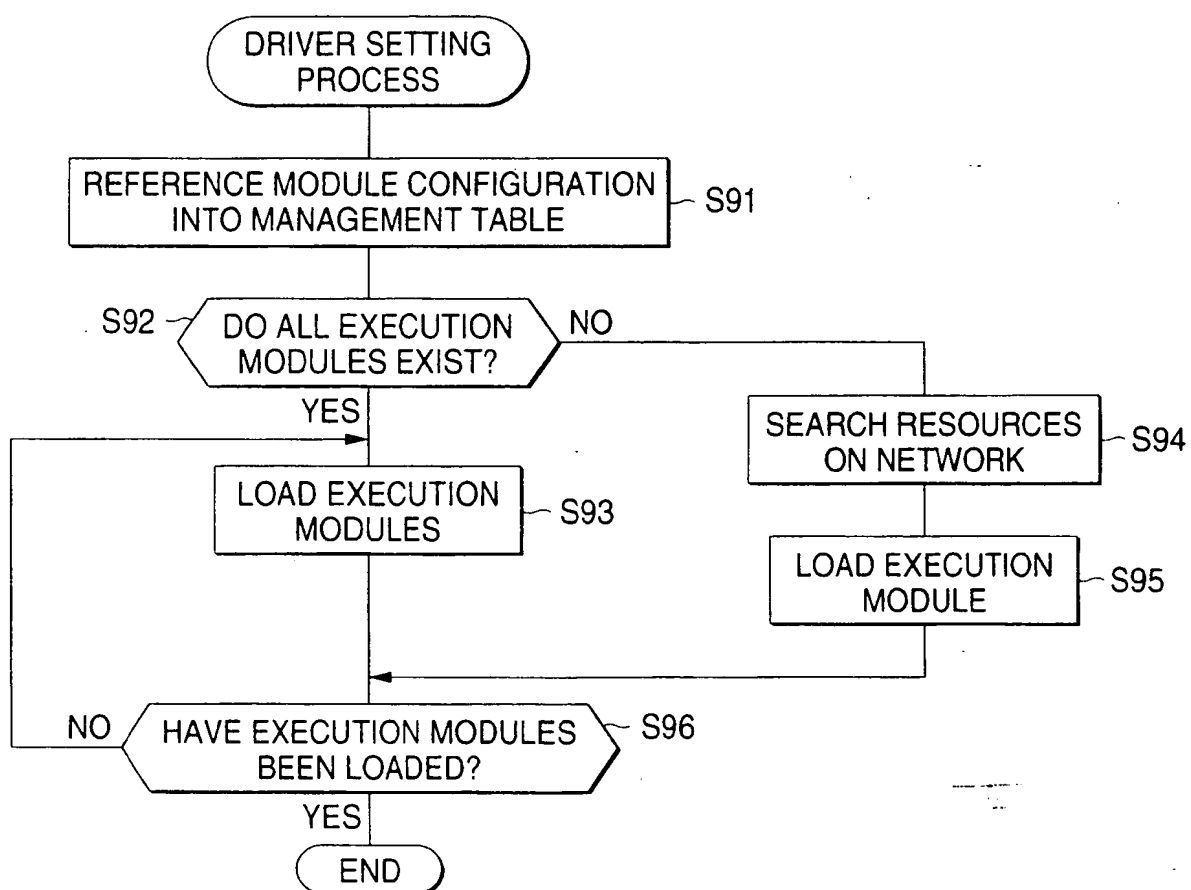 DRIVER SETTING
PROCESS
REFERENCE MODULE CONFIGURATION
INTO MANAGEMENT TABLE
S91
S92
DO ALL EXECUTION
MODULES EXIST?
NO
YES
SEARCH RESOURCES
ON NETWORK
S94
LOAD EXECUTION
MODULES
S93
LOAD EXECUTION
MODULE
S95
NO
HAVE EXECUTION MODULES
BEEN LOADED?
S96
YES
END